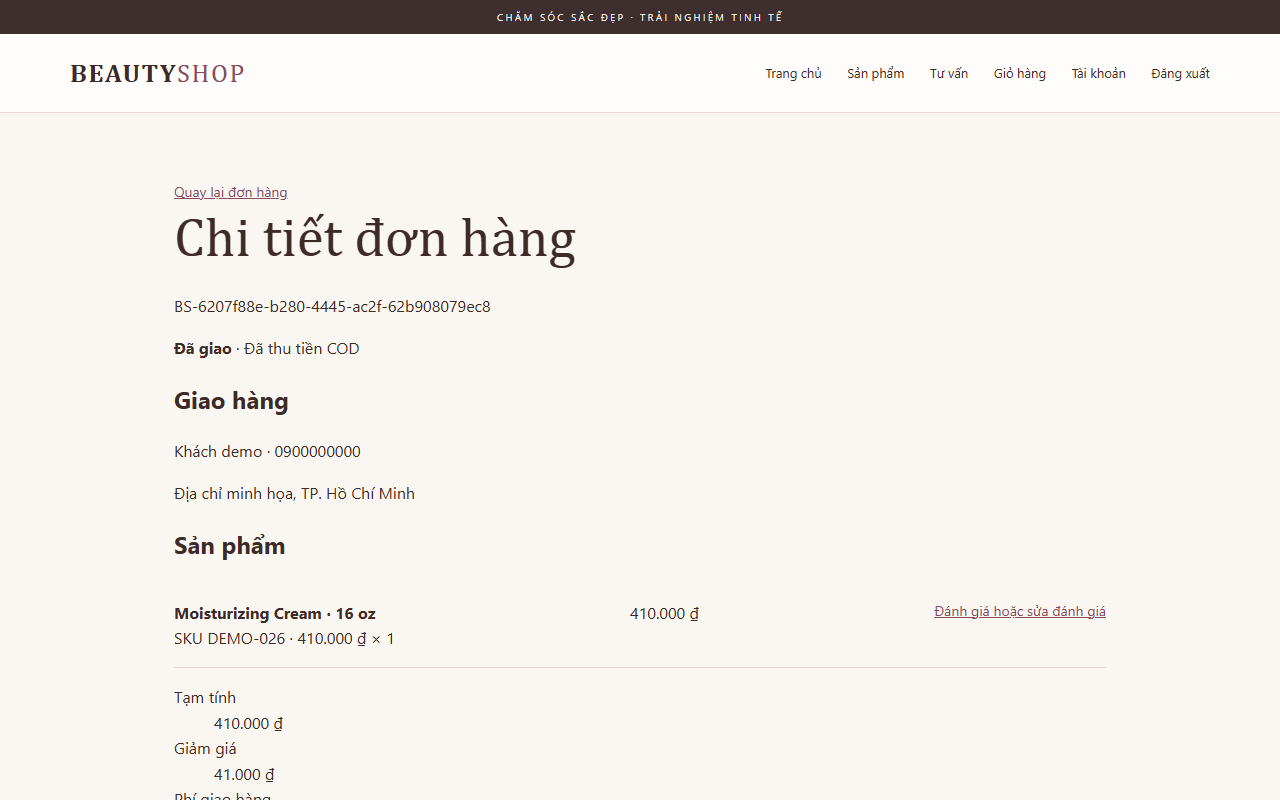 CHĂM SÓC SẮC ĐẸP · TRẢI NGHIỆM TINH TẾ
BEAUTYSHOP
Trang chủ
Sản phẩm
Tư vấn
Giỏ hàng
Tài khoản
Đăng xuất
Quay lại đơn hàng
Chi tiết đơn hàng
BS-6207f88e-b280-4445-ac2f-62b908079ec8
Đã giao · Đã thu tiền COD
Giao hàng
Khách demo · 0900000000
Địa chỉ minh họa, TP. Hồ Chí Minh
Sản phẩm
Moisturizing Cream · 16 oz
SKU DEMO-026 · 410.000 ₫ × 1
410.000 ₫
Đánh giá hoặc sửa đánh giá
Tạm tính
410.000 ₫
Giảm giá
41.000 ₫
Phí giao hàng